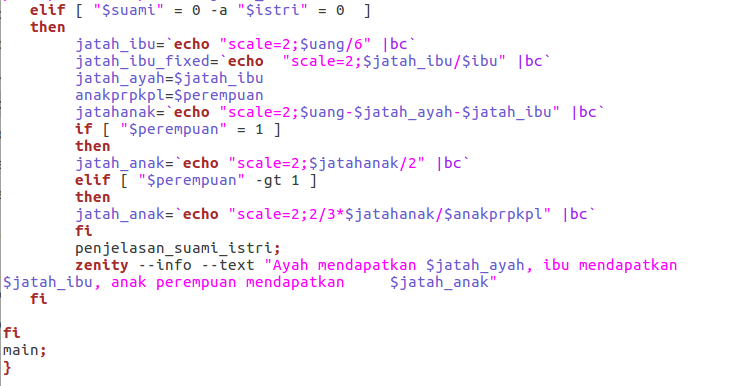 elif [ "$suami" = 0 -a "$istri" = 0  ]
then
jatah_ibu=`echo "scale=2;$uang/6" |bc`
jatah_ibu_fixed=`echo  "scale=2;$jatah_ibu/$ibu" |bc`
jatah_ayah=$jatah_ibu
anakprpkpl=$perempuan
jatahanak=`echo "scale=2;$uang-$jatah_ayah-$jatah_ibu" |bc`
if [ "$perempuan" = 1 ]
then
jatah_anak=`echo "scale=2;$jatahanak/2" |bc`
elif [ "$perempuan" -gt 1 ]
then
jatah_anak=`echo "scale=2;2/3*$jatahanak/$anakprpkpl" |bc`
fi
penjelasan_suami_istri;
zenity --info --text "Ayah mendapatkan $jatah_ayah, ibu mendapatkan
$jatah_ibu, anak perempuan mendapatkan     $jatah_anak"
fi
fi
main;
}